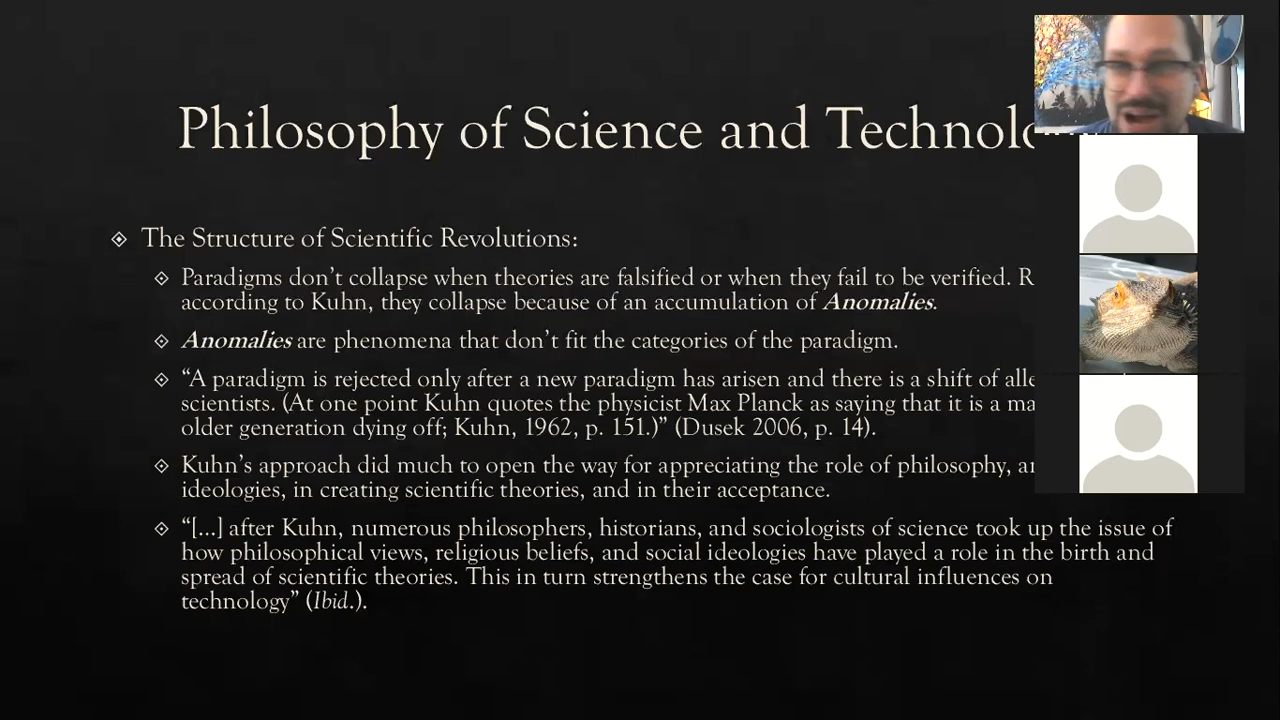 Philosophy of Science and Technolo
The Structure of Scientific Revolutions:
Paradigms don't collapse when theories are falsified or when they fail to be verified. R
according to Kuhn, they collapse because of an accumulation of Anomalies.
Anomalies are phenomena that don't fit the categories of the paradigm.
“A paradigm is rejected only after a new paradigm has arisen and there is a shift of alle
scientists. (At one point Kuhn quotes the physicist Max Planck as saying that it is a ma
older generation dying off; Kuhn, 1962, p. 151.)” (Dusek 2006, p. 14).
Kuhn's approach did much to open the way for appreciating the role of philosophy, an
ideologies, in creating scientific theories, and in their acceptance.
“[...] after Kuhn, numerous philosophers, historians, and sociologists of science took up the issue of
how philosophical views, religious beliefs, and social ideologies have played a role in the birth and
spread of scientific theories. This in turn strengthens the case for cultural influences on
technology” (Ibid.).